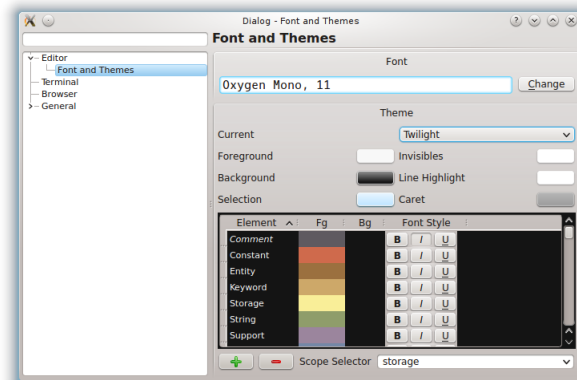 Dialog - Font and Themes
Font and Themes
Editor
Font and Themes
Terminal
Browser
General
Font
Oxygen Mono, 11
Change
Theme
Current
Twilight
Foreground
Invisibles
Background
Line Highlight
Selection
Caret
Element Fg Bg Font Style
Comment B I U
Constant B I U
Entity B I U
Keyword B I U
Storage B I U
String B I U
Support B I U
Scope Selector storage